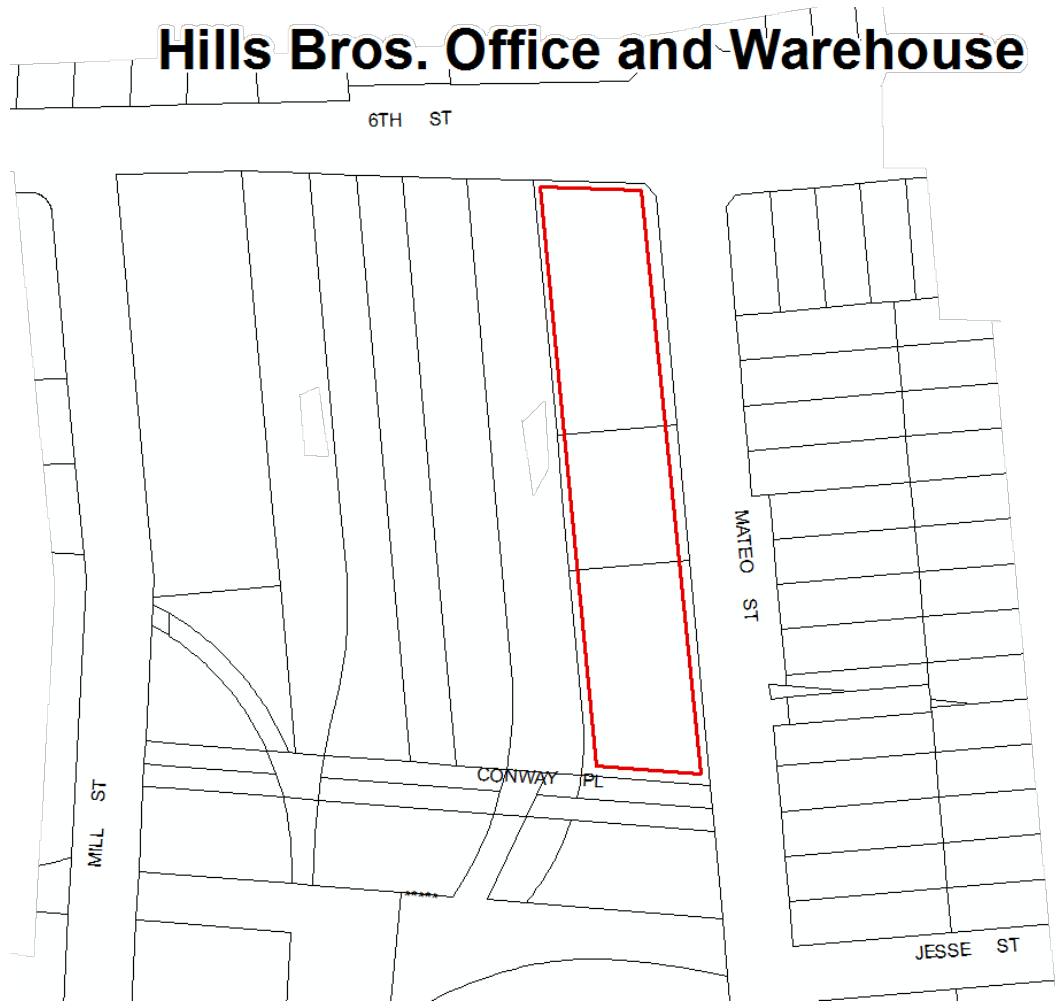 Hills Bros. Office and Warehouse
6TH ST
MATEO ST
CONWAY PL
MILL ST
*****
JESSE ST